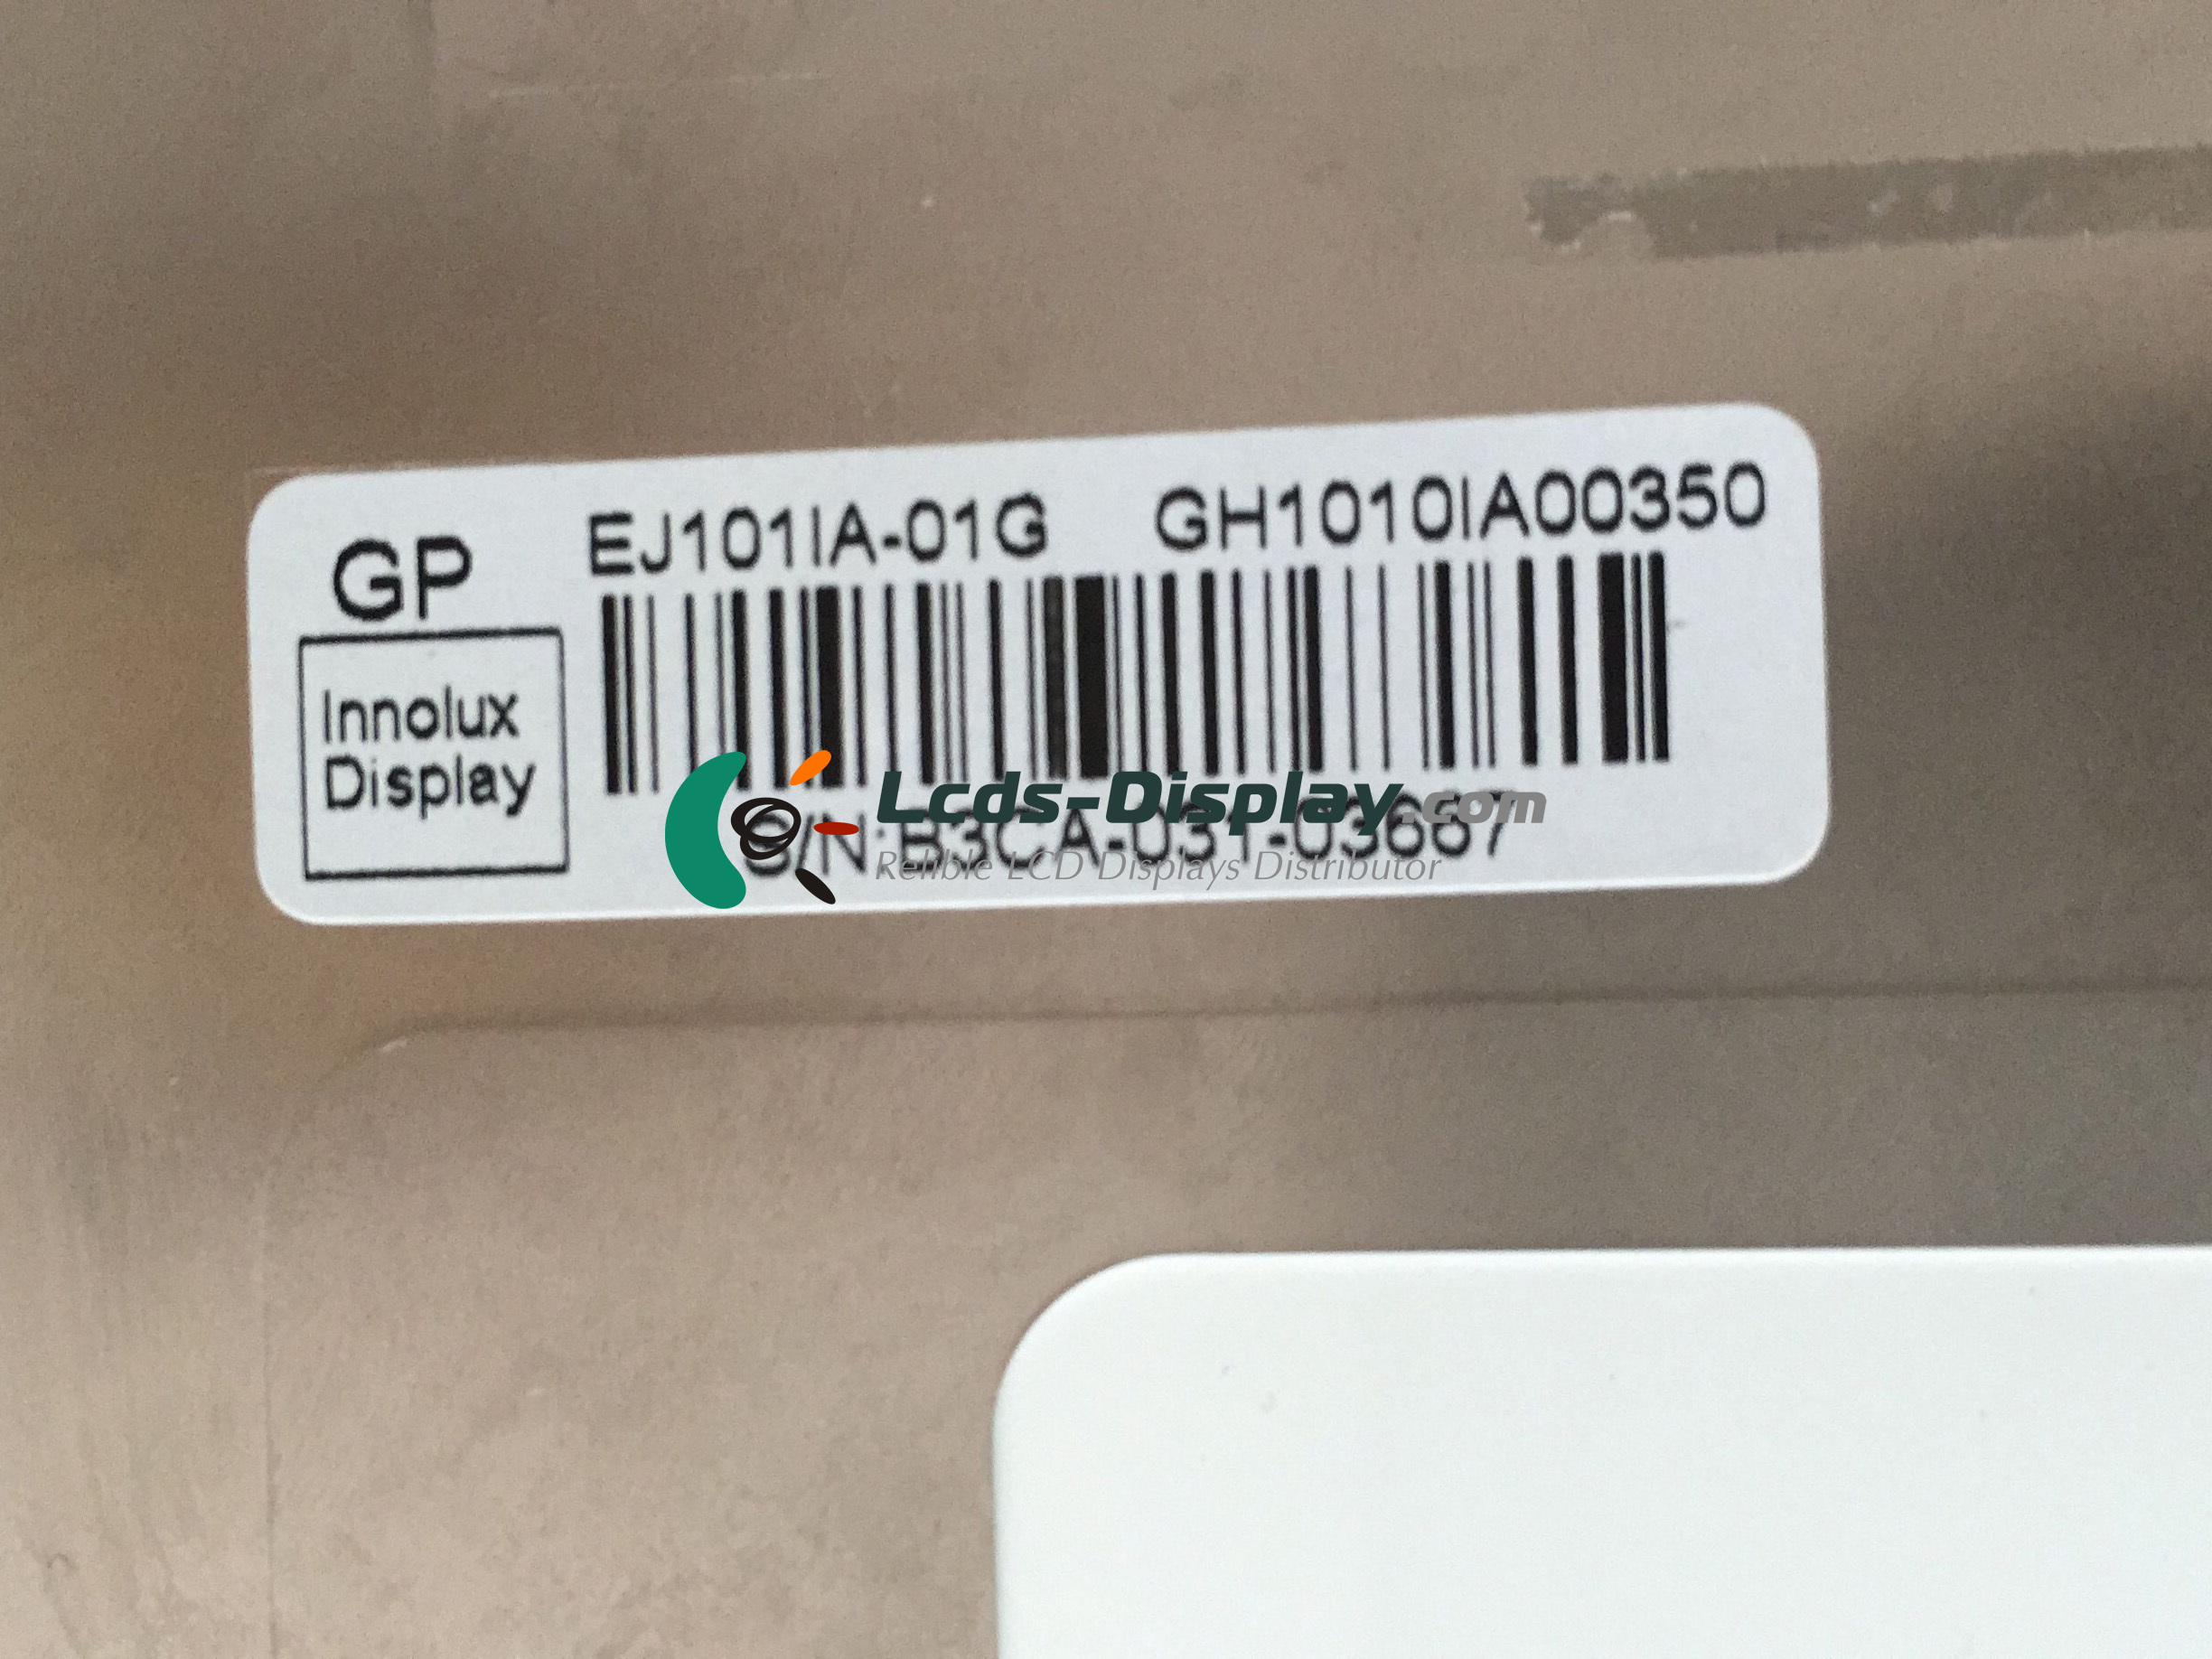 GP EJ101IA-01G GH1010IA00350
Innolux
Display
Lcds-Display.com
S/N:B3CA-031-03667
Relible LCD Displays Distributor